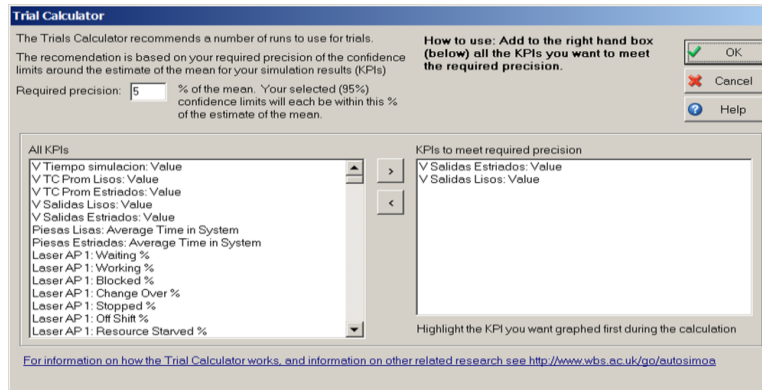 Trial Calculator
The Trials Calculator recommends a number of runs to use for trials.
The recomendation is based on your required precision of the confidence
limits around the estimate of the mean for your simulation results (KPIs)
Required precision: 5 % of the mean. Your selected (95%)
confidence limits will each be within this %
of the estimate of the mean.
How to use: Add to the right hand box
(below) all the KPIs you want to meet
the required precision.
OK
Cancel
Help
All KPIs
V Tiempo simulacion: Value
V TC Prom Lisos: Value
V TC Prom Estriados: Value
V Salidas Lisos: Value
V Salidas Estriados: Value
Piesas Lisas: Average Time in System
Piesas Estriadas: Average Time in System
Laser AP 1: Waiting %
Laser AP 1: Working %
Laser AP 1: Blocked %
Laser AP 1: Change Over %
Laser AP 1: Stopped %
Laser AP 1: Off Shift %
Laser AP 1: Resource Starved %
>
<
KPIs to meet required precision
V Salidas Estriados: Value
V Salidas Lisos: Value
Highlight the KPI you want graphed first during the calculation
For information on how the Trial Calculator works, and information on other related research see http://www.wbs.ac.uk/go/autosimoa